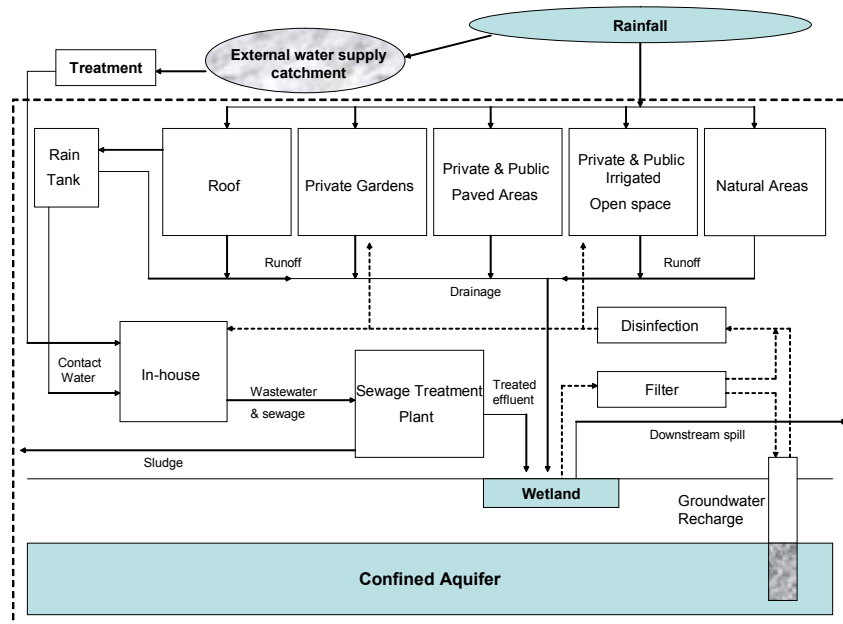 Rainfall
External water supply
catchment
Treatment
Rain
Tank
Roof
Private Gardens
Private & Public
Paved Areas
Private & Public
Irrigated
Open space
Natural Areas
Runoff
Runoff
Drainage
Disinfection
In-house
Contact
Water
Wastewater
& sewage
Sewage Treatment
Plant
Treated
effluent
Filter
Downstream spill
Sludge
Wetland
Groundwater
Recharge
Confined Aquifer